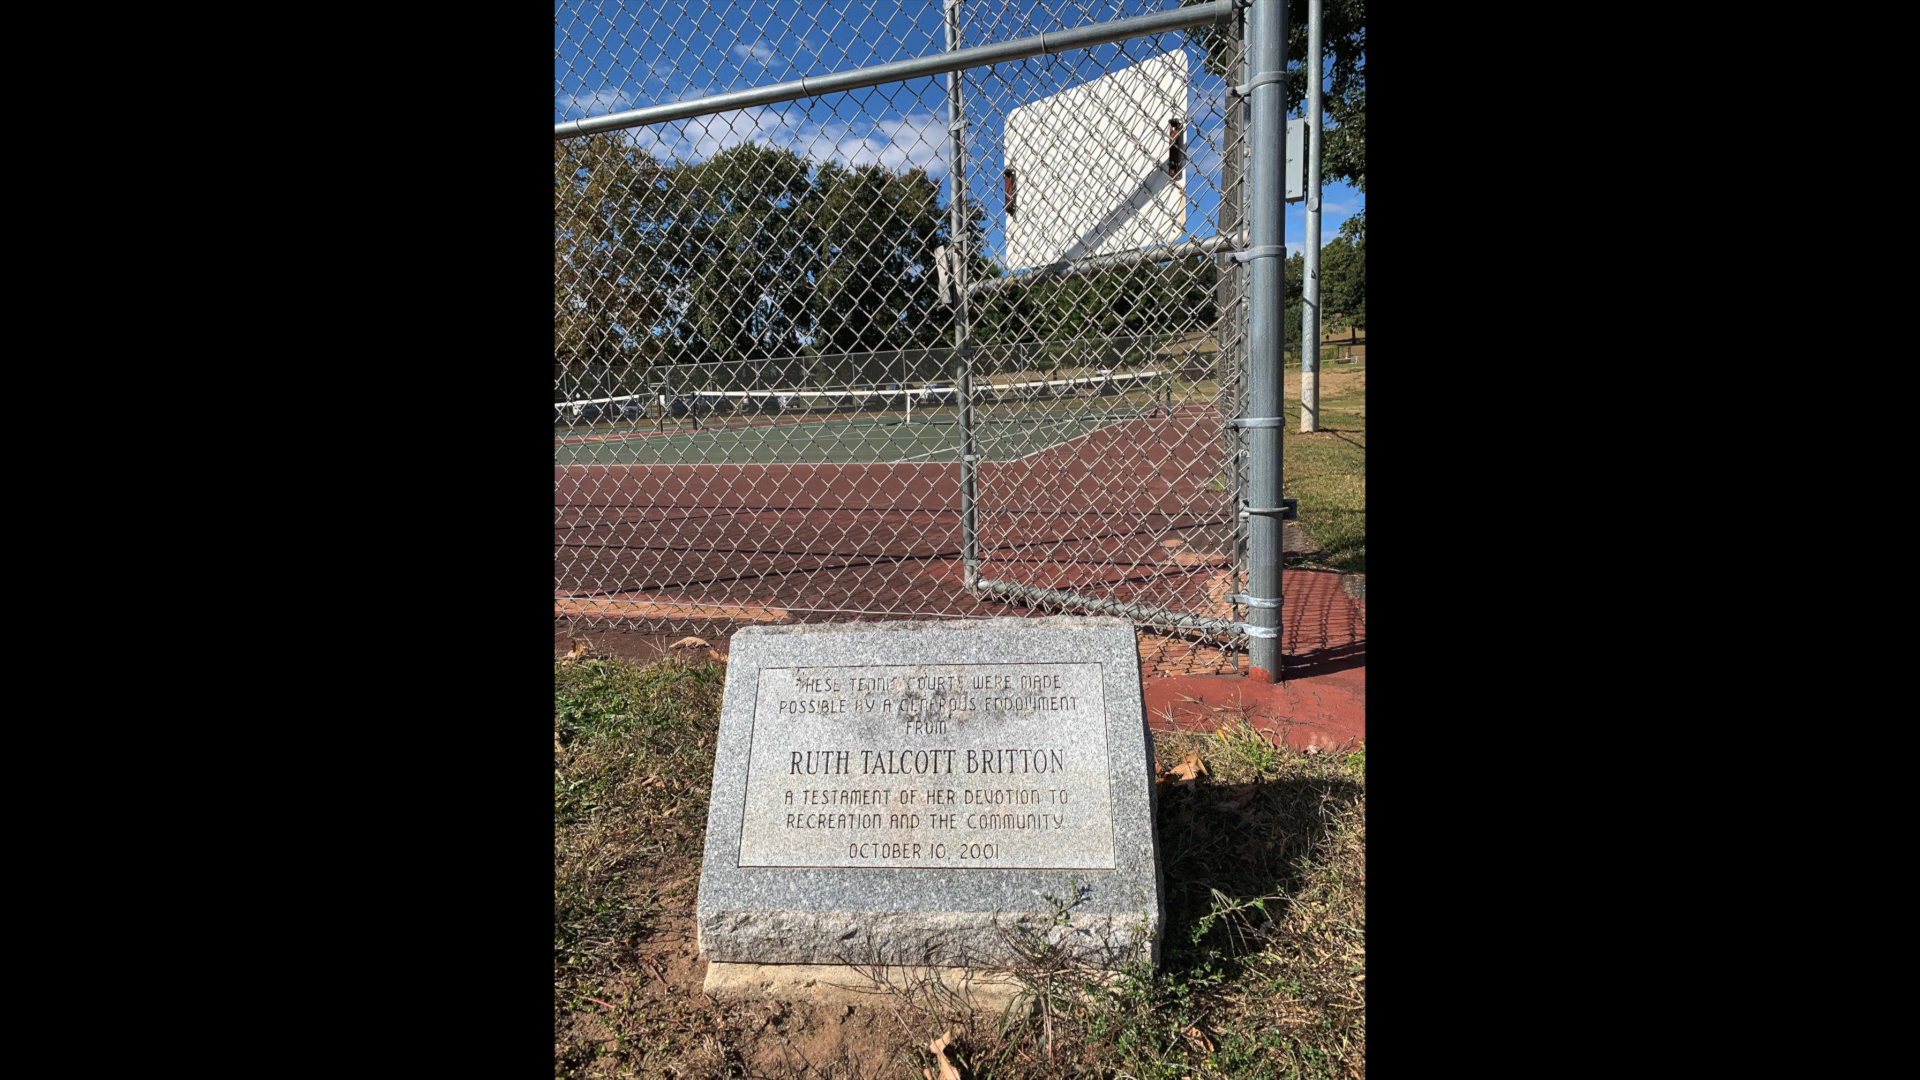 THESE TENNIS COURTS WERE MADE
POSSIBLE BY A GENEROUS ENDOWMENT
FROM
RUTH TALCOTT BRITTON
A TESTAMENT OF HER DEVOTION TO
RECREATION AND THE COMMUNITY.
OCTOBER 10, 2001